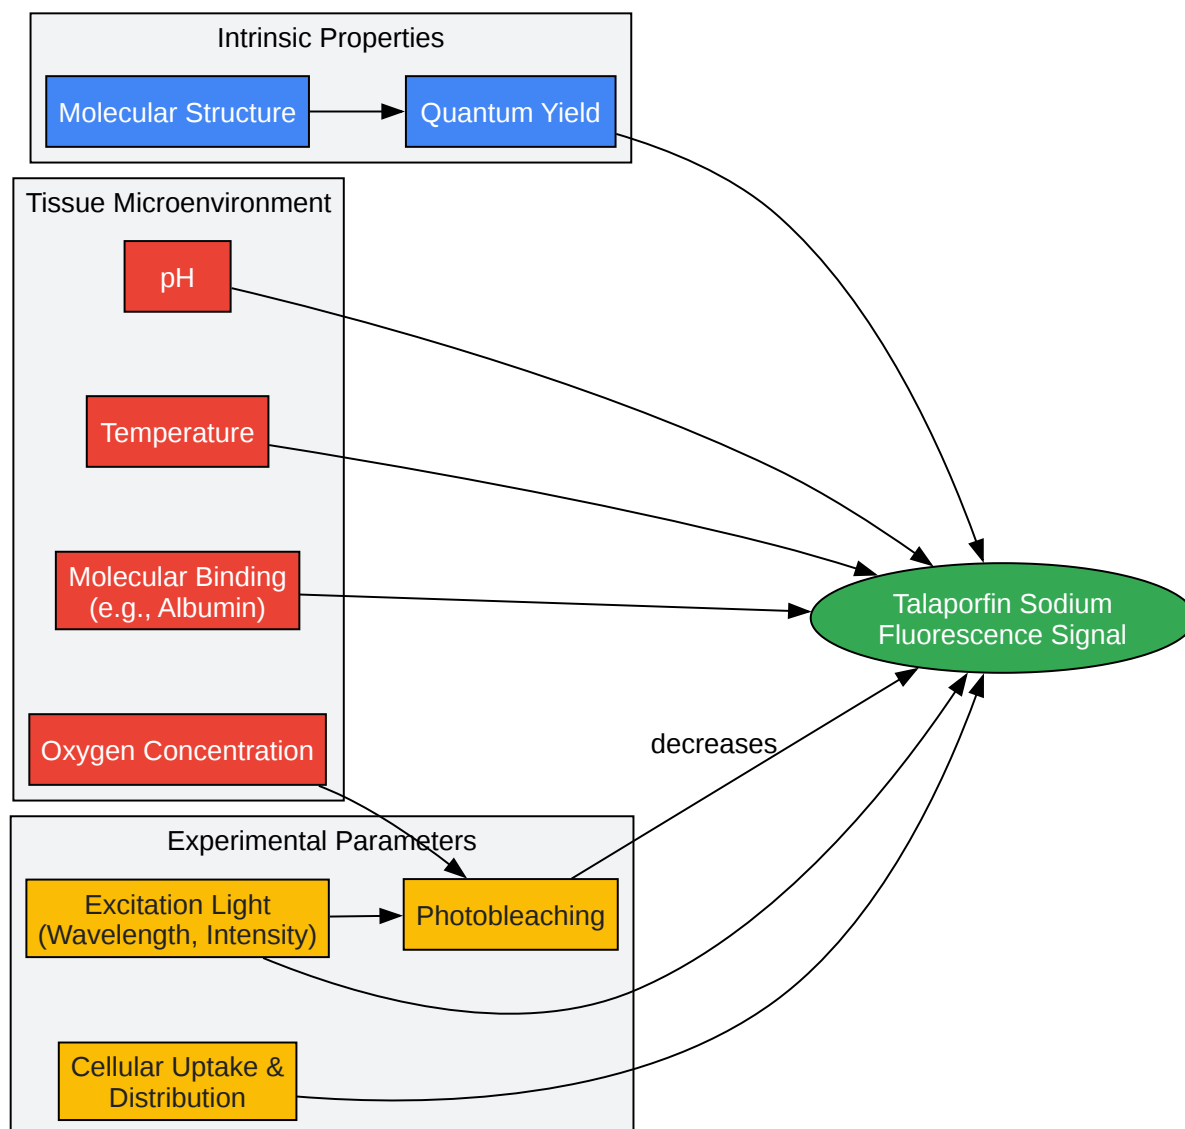 Intrinsic Properties
Molecular Structure
Quantum Yield
Tissue Microenvironment
pH
Temperature
Molecular Binding
(e.g., Albumin)
Oxygen Concentration
Talaporfin Sodium
Fluorescence Signal
decreases
Experimental Parameters
Excitation Light
(Wavelength, Intensity)
Photobleaching
Cellular Uptake &
Distribution